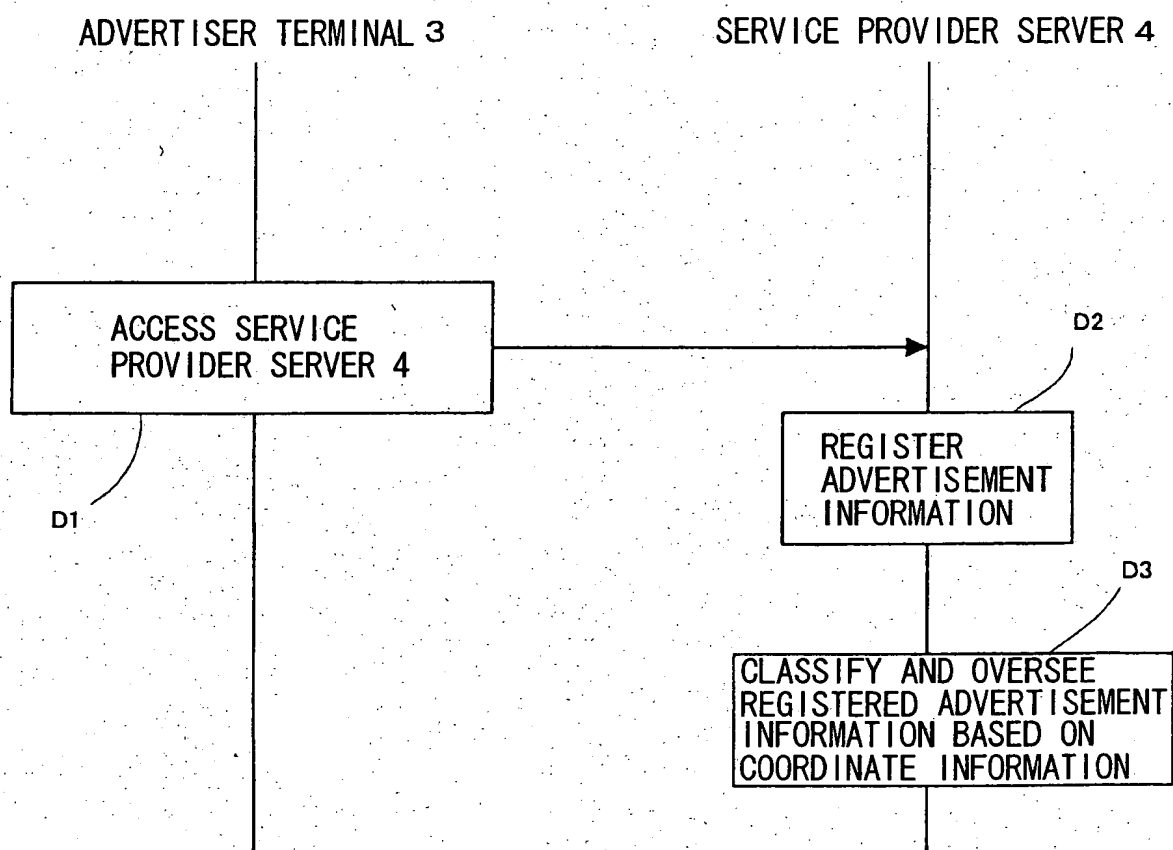 ADVERTISER TERMINAL 3
SERVICE PROVIDER SERVER 4
ACCESS SERVICE
PROVIDER SERVER 4
D1
D2
REGISTER
ADVERTISEMENT
INFORMATION
D3
CLASSIFY AND OVERSEE
REGISTERED ADVERTISEMENT
INFORMATION BASED ON
COORDINATE INFORMATION